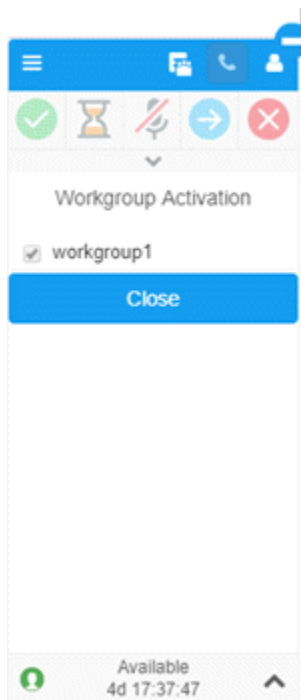 Workgroup Activation
workgroup1
Close
Available
4d 17:37:47